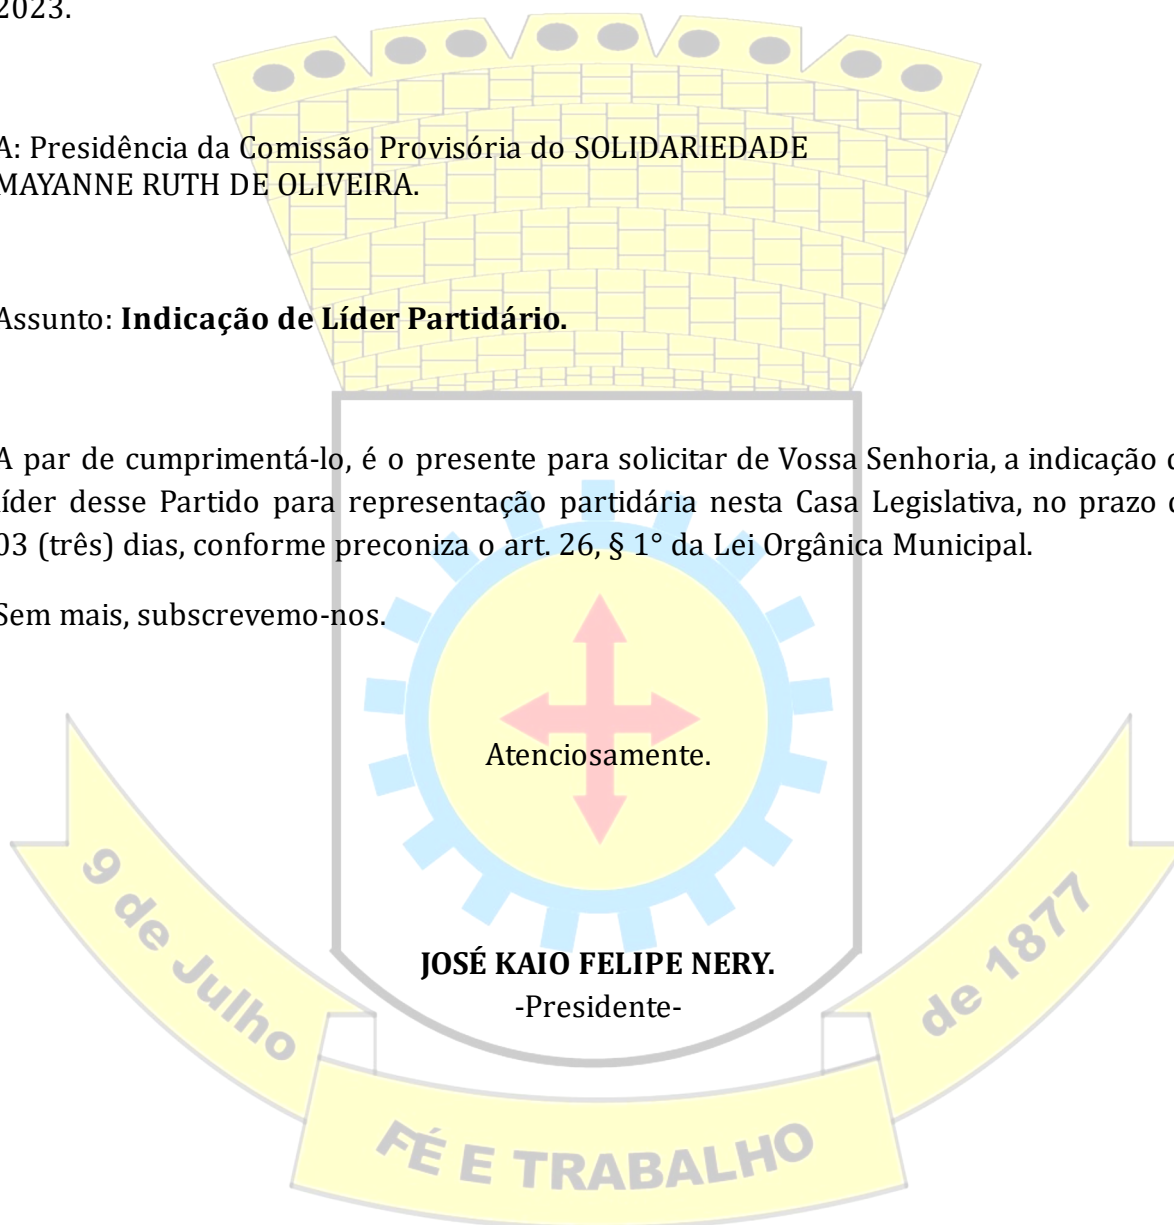 2023.
A: Presidência da Comissão Provisória do SOLIDARIEDADE
MAYANNE RUTH DE OLIVEIRA.
Assunto: Indicação de Líder Partidário.
A par de cumprimentá-lo, é o presente para solicitar de Vossa Senhoria, a indicação
líder desse Partido para representação partidária nesta Casa Legislativa, no prazo
03 (três) dias, conforme preconiza o art. 26, § 1° da Lei Orgânica Municipal.
Sem mais, subscrevemo-nos.
Atenciosamente.
JOSÉ KAIO FELIPE NERY.
-Presidente-
9 de Julho
de 1877
FÉ E TRABALHO